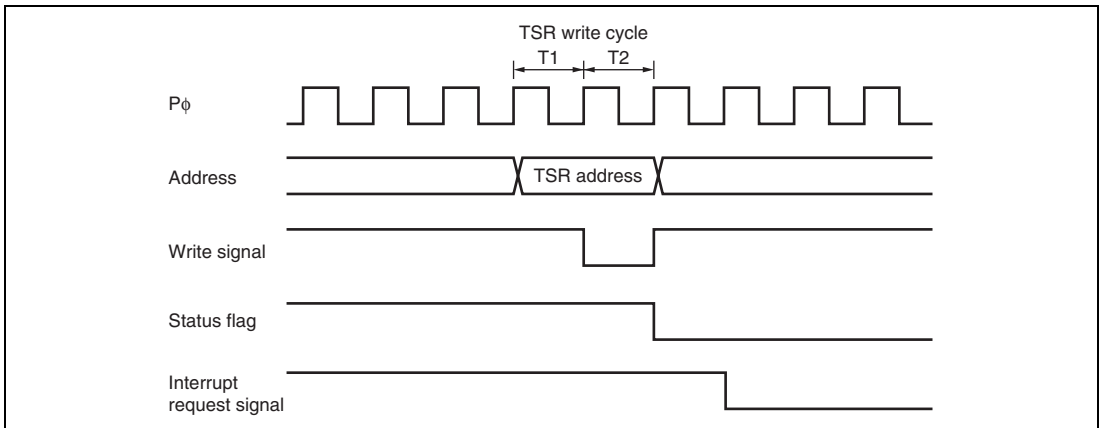 TSR write cycle
T1 T2
Pϕ
Address
TSR address
Write signal
Status flag
Interrupt
request signal